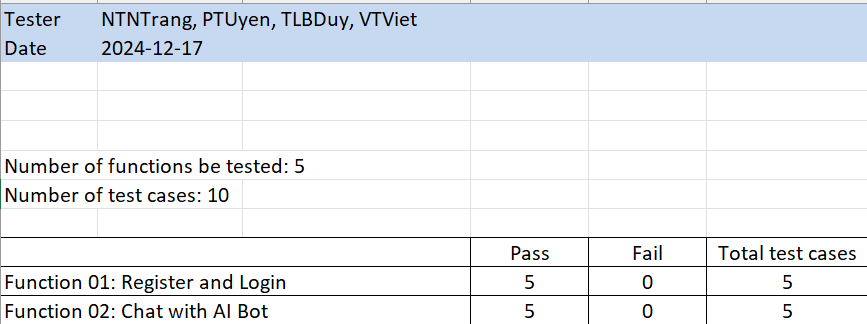 Tester NTNTrang, PTUyen, TLBDuy, VTViet
Date 2024-12-17
Number of functions be tested: 5
Number of test cases: 10
Pass Fail Total test cases
Function 01: Register and Login 5 0 5
Function 02: Chat with AI Bot 5 0 5